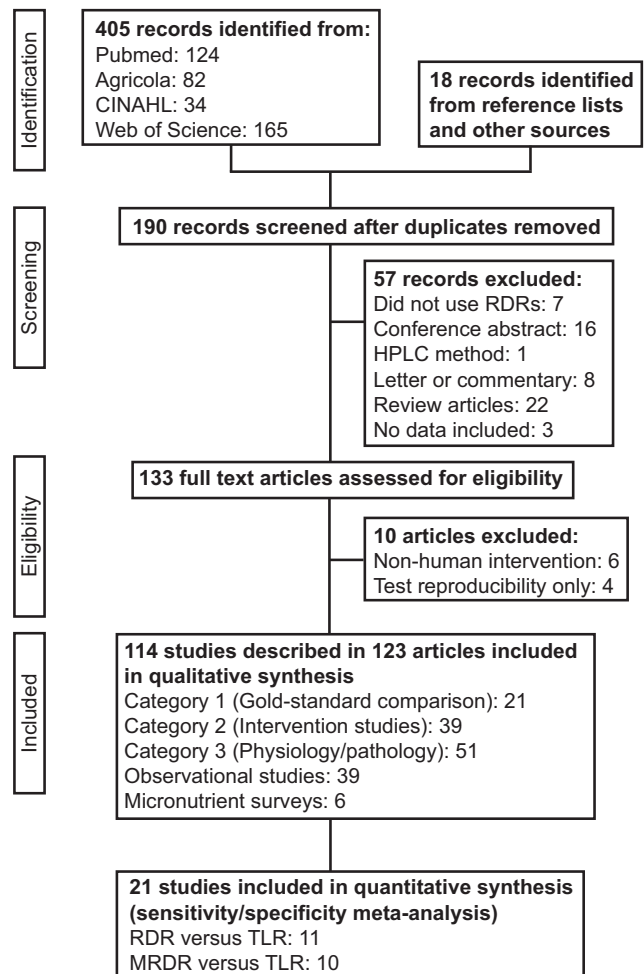 Identification
405 records identified from:
Pubmed: 124
Agricola: 82
CINAHL: 34
Web of Science: 165
18 records identified
from reference lists
and other sources
Screening
190 records screened after duplicates removed
57 records excluded:
Did not use RDRs: 7
Conference abstract: 16
HPLC method: 1
Letter or commentary: 8
Review articles: 22
No data included: 3
Eligibility
133 full text articles assessed for eligibility
10 articles excluded:
Non-human intervention: 6
Test reproducibility only: 4
Included
114 studies described in 123 articles included
in qualitative synthesis
Category 1 (Gold-standard comparison): 21
Category 2 (Intervention studies): 39
Category 3 (Physiology/pathology): 51
Observational studies: 39
Micronutrient surveys: 6
21 studies included in quantitative synthesis
(sensitivity/specificity meta-analysis)
RDR versus TLR: 11
MRDR versus TLR: 10